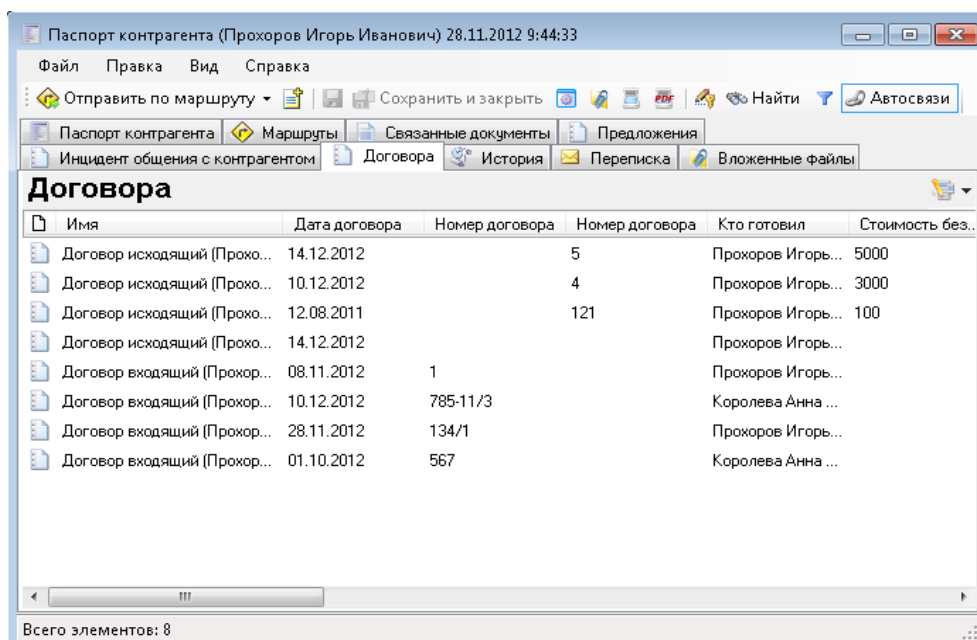 Паспорт контрагента (Прохоров Игорь Иванович) 28.11.2012 9:44:33
Файл Правка Вид Справка
Отправить по маршруту Сохранить и закрыть PDF Найти Автосвязи
Паспорт контрагента Маршруты Связанные документы Предложения
Инцидент общения с контрагентом Договора История Переписка Вложенные файлы
Договора
Имя Дата договора Номер договора Номер договора Кто готовил Стоимость без...
Договор исходящий (Прохо... 14.12.2012 5 Прохоров Игорь... 5000
Договор исходящий (Прохо... 10.12.2012 4 Прохоров Игорь... 3000
Договор исходящий (Прохо... 12.08.2011 121 Прохоров Игорь... 100
Договор исходящий (Прохо... 14.12.2012 Прохоров Игорь...
Договор входящий (Прохор... 08.11.2012 1 Прохоров Игорь...
Договор входящий (Прохор... 10.12.2012 785-11/3 Королева Анна ...
Договор входящий (Прохор... 28.11.2012 134/1 Прохоров Игорь...
Договор входящий (Прохор... 01.10.2012 567 Королева Анна ...
Всего элементов: 8